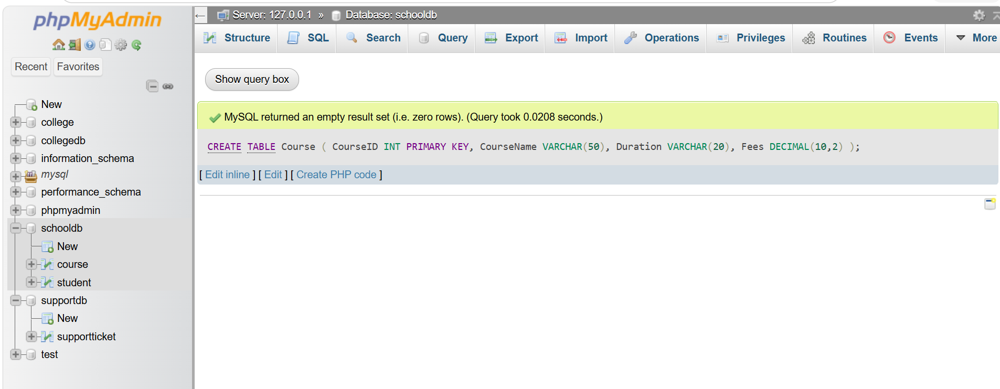 phpMyAdmin
Recent Favorites
New
college
collegedb
information_schema
mysql
performance_schema
phpmyadmin
schooldb
New
course
student
supportdb
New
supportticket
test
Server: 127.0.0.1 » Database: schooldb
Structure SQL Search Query Export Import Operations Privileges Routines Events More
Show query box
MySQL returned an empty result set (i.e. zero rows). (Query took 0.0208 seconds.)
CREATE TABLE Course ( CourseID INT PRIMARY KEY, CourseName VARCHAR(50), Duration VARCHAR(20), Fees DECIMAL(10,2) );
[ Edit inline ] [ Edit ] [ Create PHP code ]